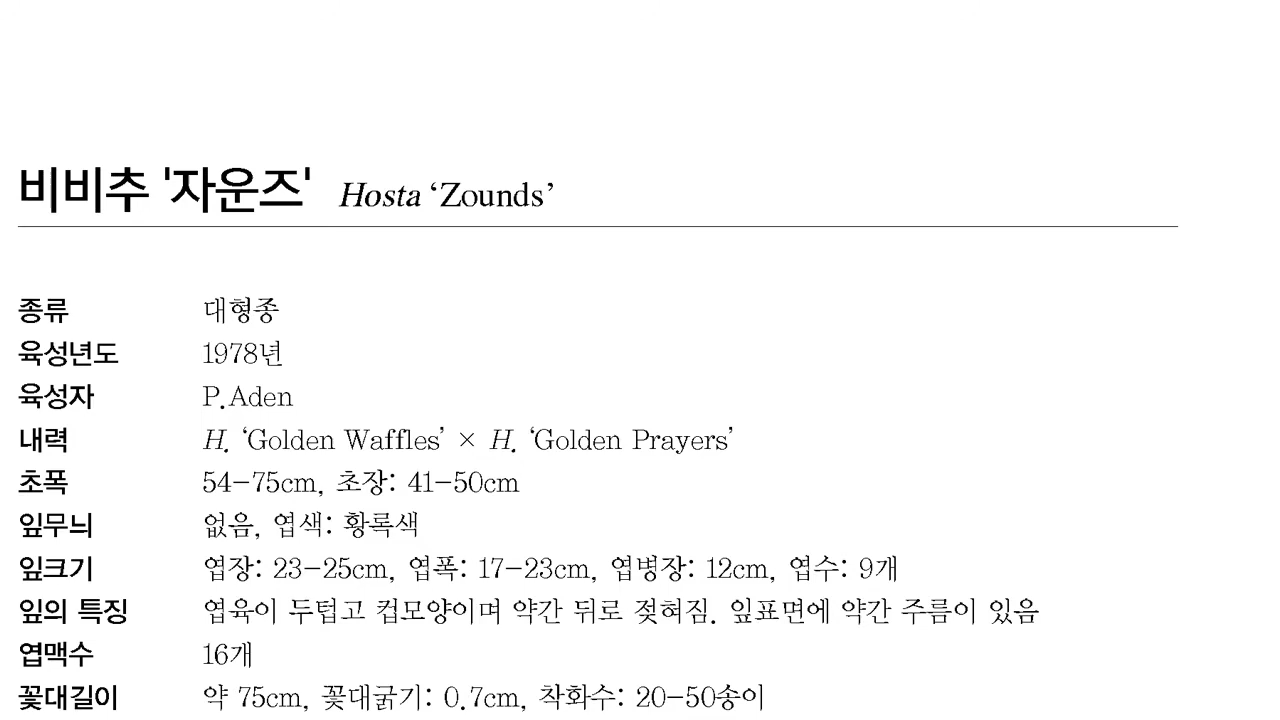 비비추 '자운즈' Hosta ‘Zounds’
종류 대형종
육성년도 1978년
육성자 P.Aden
내력 H. ‘Golden Waffles’ × H. ‘Golden Prayers’
초폭 54-75cm, 초장: 41-50cm
잎무늬 없음, 엽색: 황록색
잎크기 엽장: 23-25cm, 엽폭: 17-23cm, 엽병장: 12cm, 엽수: 9개
잎의 특징 엽육이 두텁고 컵모양이며 약간 뒤로 젖혀짐. 잎표면에 약간 주름이 있음
엽맥수 16개
꽃대길이 약 75cm, 꽃대굵기: 0.7cm, 착화수: 20-50송이